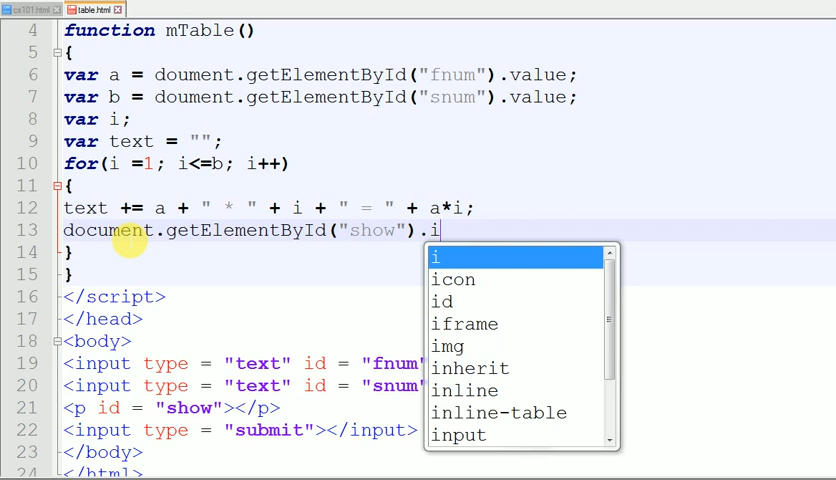 cs101.html table.html
4 function mTable()
5 {
6 var a = doument.getElementById("fnum").value;
7 var b = doument.getElementById("snum").value;
8 var i;
9 var text = "";
10 for(i =1; i<=b; i++)
11 {
12 text += a + " * " + i + " = " + a*i;
13 document.getElementById("show").i
14 }
15 }
16 </script>
17 </head>
18 <body>
19 <input type = "text" id = "fnum"
20 <input type = "text" id = "snum"
21 <p id = "show"></p>
22 <input type = "submit"></input>
23 </body>
24 </html>
i
icon
id
iframe
img
inherit
inline
inline-table
input